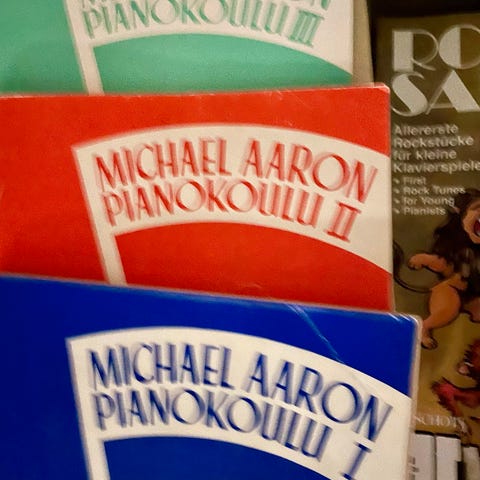 PIANOKOULU III
MICHAEL AARON
PIANOKOULU II
MICHAEL AARON
PIANOKOULU I
RO
SA
Allererste
Rockstücke
für kleine
Klavierspiele
• First
• Rock Tunes
• for Young
• Pianists
SCHOTT